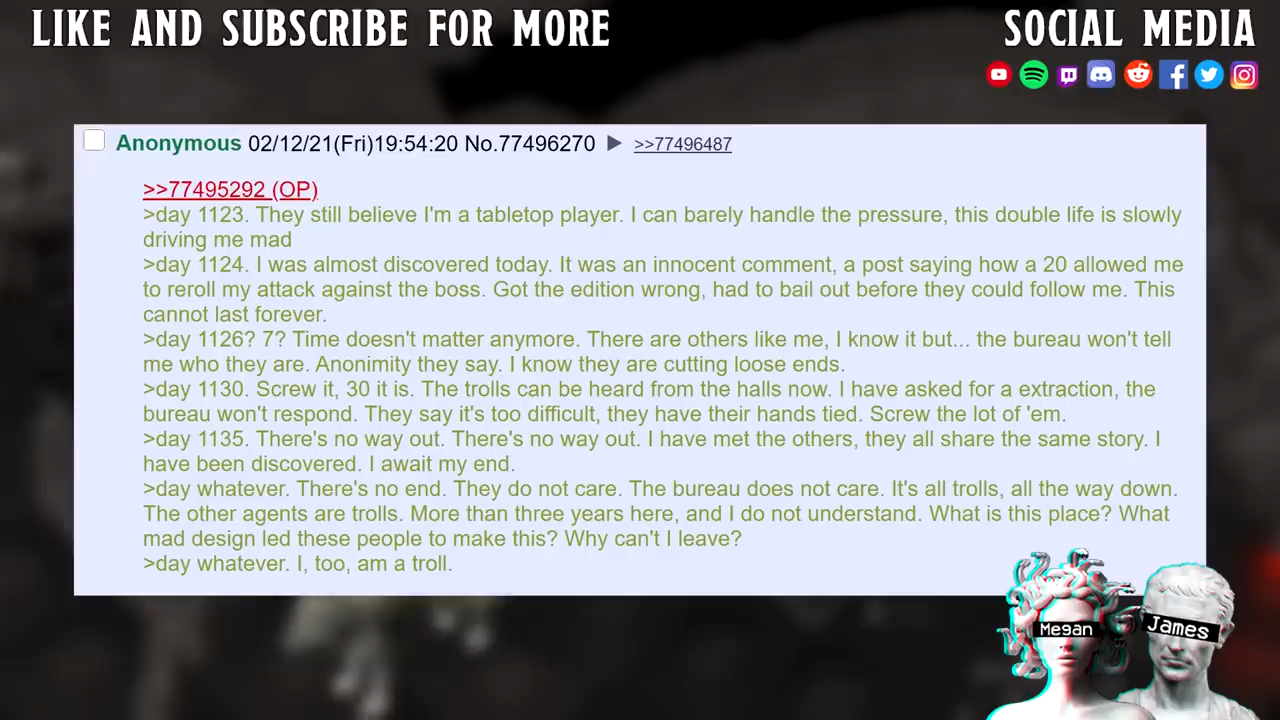 LIKE AND SUBSCRIBE FOR MORE
SOCIAL MEDIA
Anonymous 02/12/21(Fri)19:54:20 No.77496270 ▶ >>77496487
>>77495292 (OP)
>day 1123. They still believe I'm a tabletop player. I can barely handle the pressure, this double life is slowly
driving me mad
>day 1124. I was almost discovered today. It was an innocent comment, a post saying how a 20 allowed me
to reroll my attack against the boss. Got the edition wrong, had to bail out before they could follow me. This
cannot last forever.
>day 1126? 7? Time doesn't matter anymore. There are others like me, I know it but... the bureau won't tell
me who they are. Anonimity they say. I know they are cutting loose ends.
>day 1130. Screw it, 30 it is. The trolls can be heard from the halls now. I have asked for a extraction, the
bureau won't respond. They say it's too difficult, they have their hands tied. Screw the lot of 'em.
>day 1135. There's no way out. There's no way out. I have met the others, they all share the same story. I
have been discovered. I await my end.
>day whatever. There's no end. They do not care. The bureau does not care. It's all trolls, all the way down.
The other agents are trolls. More than three years here, and I do not understand. What is this place? What
mad design led these people to make this? Why can't I leave?
>day whatever. I, too, am a troll.
Megan
James